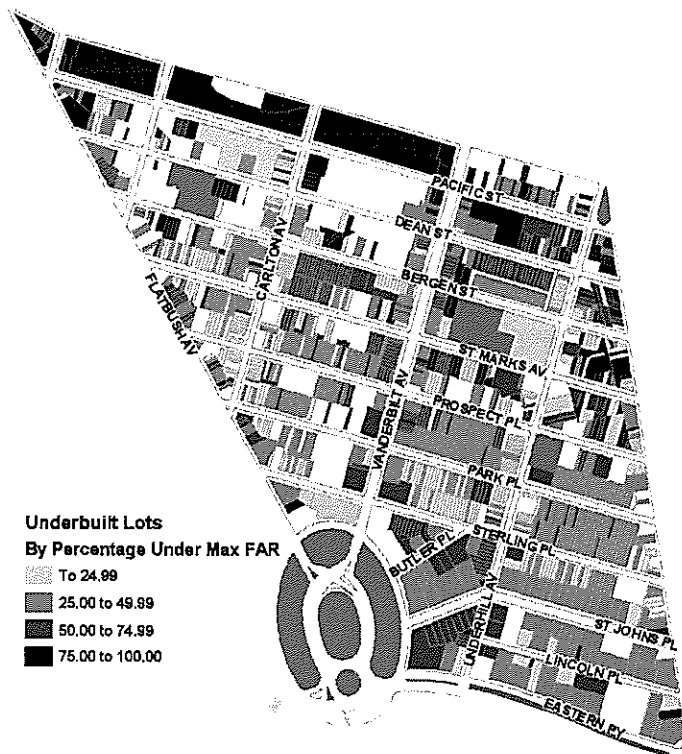 PACIFIC ST
DEAN ST
CARLTON AV
BERGEN ST
FLATBUSH AV
ST MARKS AV
VANDERBILT AV
PROSPECT PL
PARK PL
Underbuilt Lots
By Percentage Under Max FAR
To 24.99
25.00 to 49.99
50.00 to 74.99
75.00 to 100.00
STERLING PL
BUTLER PL
UNDERHILL AV
ST JOHNS PL
LINCOLN PL
EASTERN PY